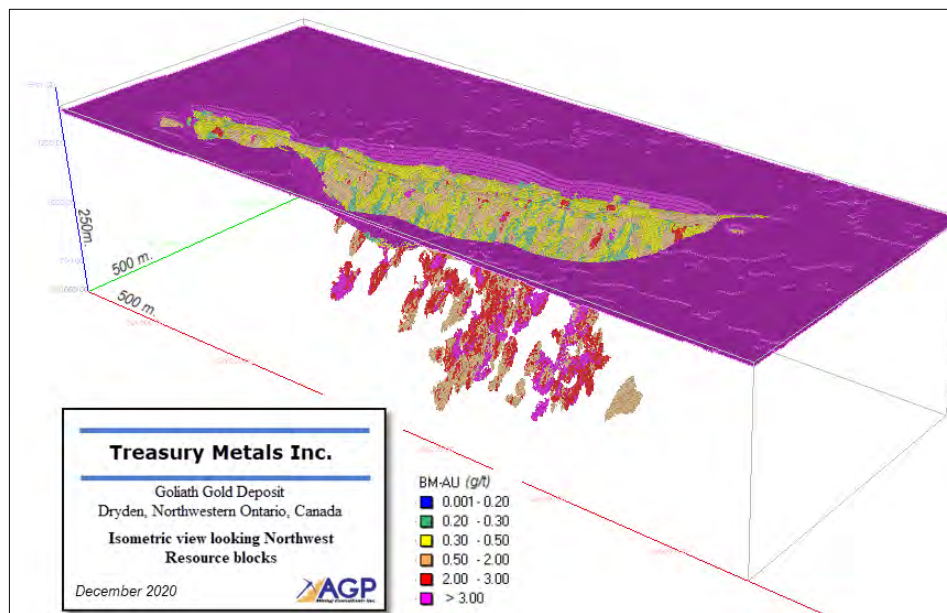 250m.
500 m.
500 m.
Treasury Metals Inc.
Goliath Gold Deposit
Dryden, Northwestern Ontario, Canada
Isometric view looking Northwest
Resource blocks
December 2020
AGP
BM-AU (g/t)
0.001 - 0.20
0.20 - 0.30
0.30 - 0.50
0.50 - 2.00
2.00 - 3.00
> 3.00